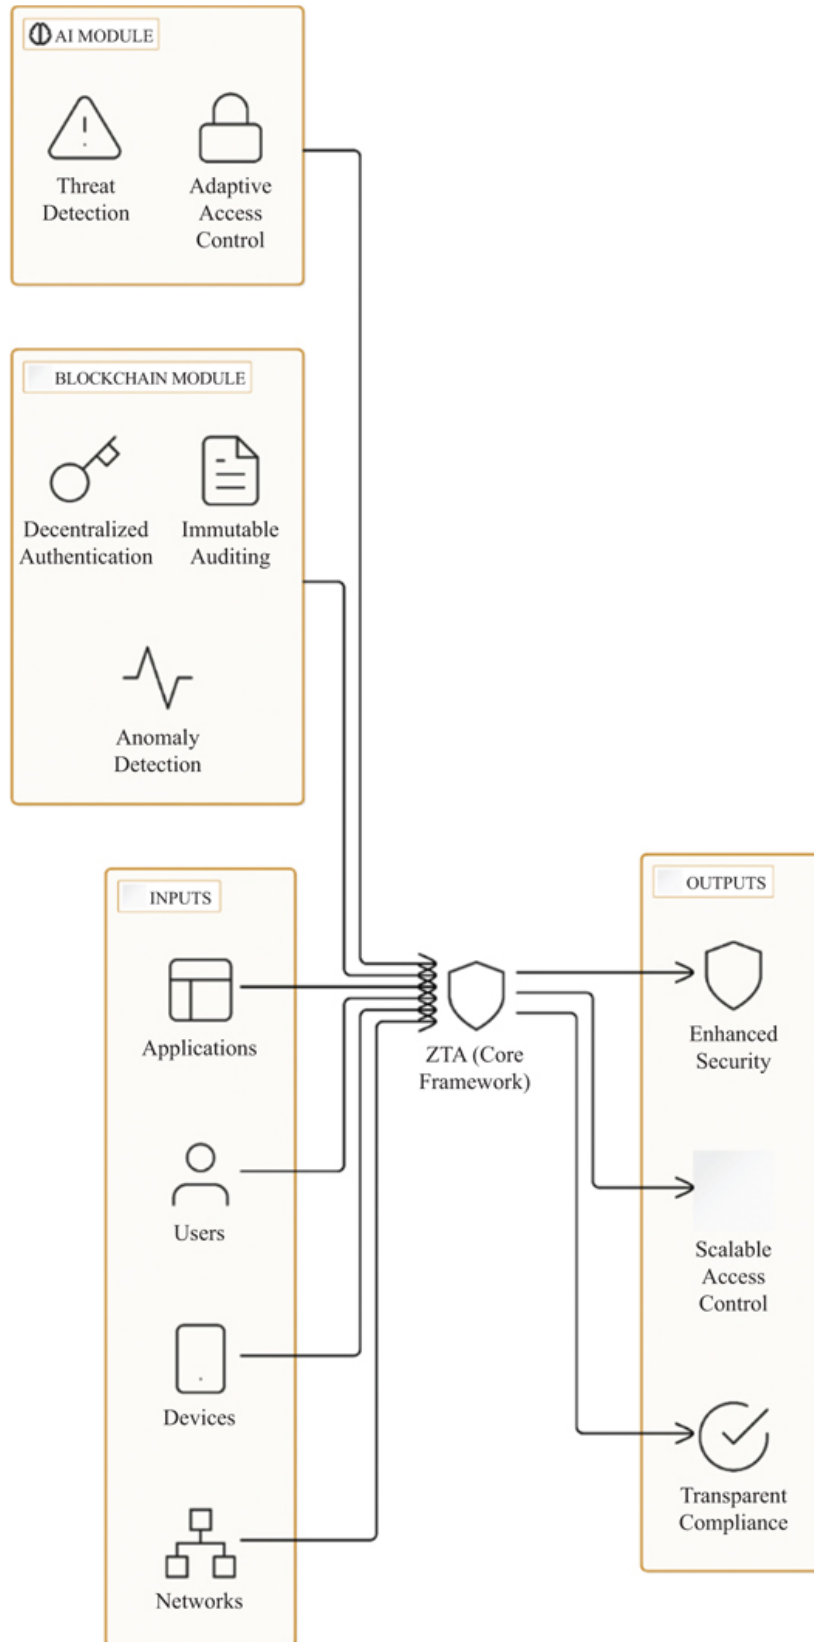 AI MODULE
Threat
Detection
Adaptive
Access
Control
BLOCKCHAIN MODULE
Decentralized
Authentication
Immutable
Auditing
Anomaly
Detection
INPUTS
Applications
Users
Devices
Networks
ZTA (Core
Framework)
OUTPUTS
Enhanced
Security
Scalable
Access
Control
Transparent
Compliance